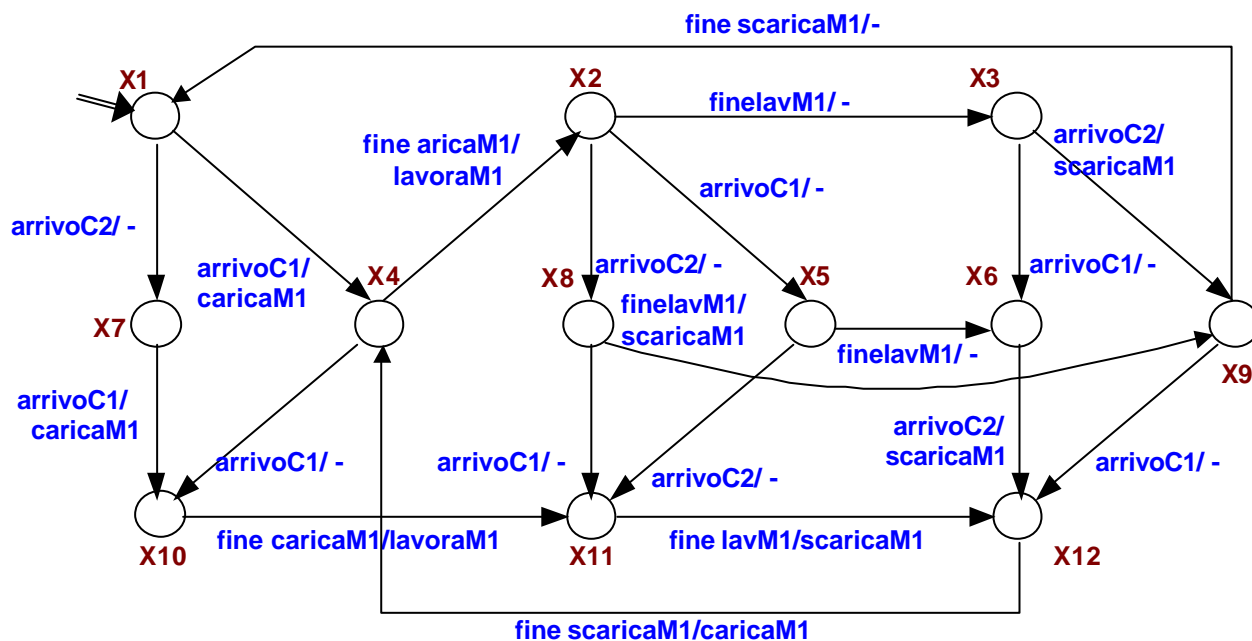 fine scaricaM1/-
X1
X2
X3
finelavM1/ -
fine aricaM1/
lavoraM1
arrivoC2/
scaricaM1
arrivoC1/ -
arrivoC2/ -
arrivoC1/
caricaM1
X4
X8
arrivoC2/ -
X5
X6
arrivoC1/ -
X7
finelavM1/
scaricaM1
finelavM1/ -
X9
arrivoC1/
caricaM1
arrivoC2/
scaricaM1
arrivoC1/ -
arrivoC1/ -
arrivoC2/ -
arrivoC1/ -
X10
fine caricaM1/lavoraM1
X11
fine lavM1/scaricaM1
X12
fine scaricaM1/caricaM1